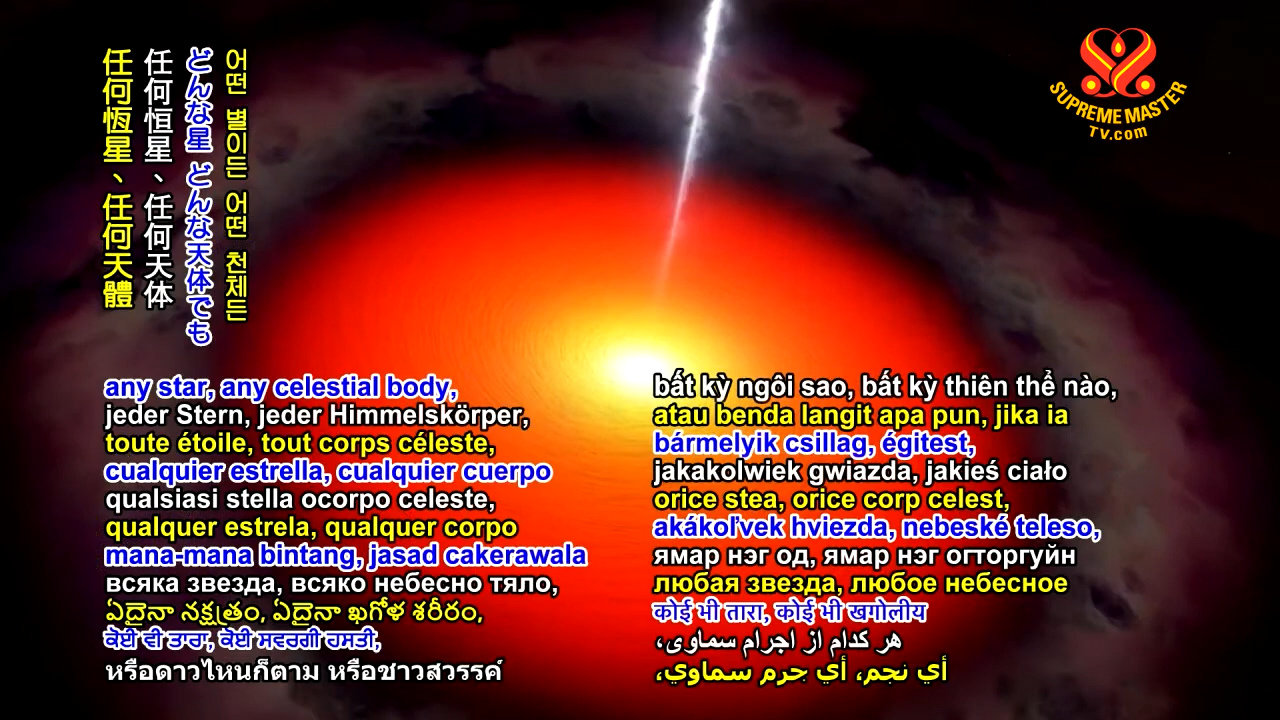 任何恆星、任何天體
任何恒星、任何天体
どんな星 どんな天体でも
어떤 별이든 어떤 천체든
SUPREME MASTER
TV.com
any star, any celestial body,
jeder Stern, jeder Himmelskörper,
toute étoile, tout corps céleste,
cualquier estrella, cualquier cuerpo
qualsiasi stella ocorpo celeste,
qualquer estrela, qualquer corpo
mana-mana bintang, jasad cakerawala
всяка звезда, всяко небесно тяло,
ఏదైనా నక్షత్రం, ఏదైనా ఖగోళ శరీరం,
ਕੋਈ ਵੀ ਤਾਰਾ, ਕੋਈ ਸਵਰਗੀ ਹਸਤੀ,
หรือดาวไหนก็ตาม หรือชาวสวรรค์
bất kỳ ngôi sao, bất kỳ thiên thể nào,
atau benda langit apa pun, jika ia
bármelyik csillag, égitest,
jakakolwiek gwiazda, jakieś ciało
orice stea, orice corp celest,
akákoľvek hviezda, nebeské teleso,
ямар нэг од, ямар нэг огторгуйн
любая звезда, любое небесное
कोई भी तारा, कोई भी खगोलीय
هر کدام از اجرام سماوی،
أي نجم، أي جرم سماوي،